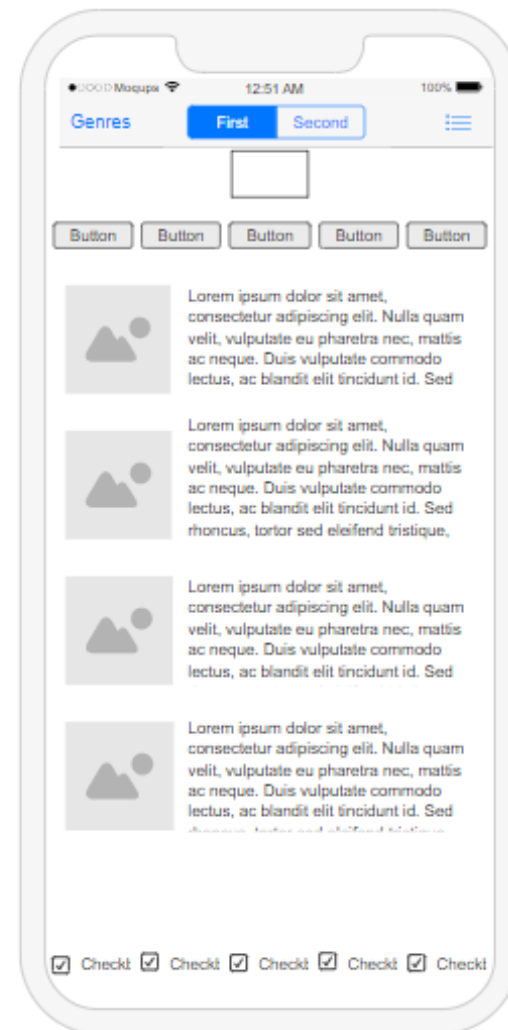 Moqups 12:51 AM 100%
Genres First Second
Button Button Button Button Button
Lorem ipsum dolor sit amet,
consectetur adipiscing elit. Nulla quam
velit, vulputate eu pharetra nec, mattis
ac neque. Duis vulputate commodo
lectus, ac blandit elit tincidunt id. Sed
Lorem ipsum dolor sit amet,
consectetur adipiscing elit. Nulla quam
velit, vulputate eu pharetra nec, mattis
ac neque. Duis vulputate commodo
lectus, ac blandit elit tincidunt id. Sed
rhoncus, tortor sed eleifend tristique,
Lorem ipsum dolor sit amet,
consectetur adipiscing elit. Nulla quam
velit, vulputate eu pharetra nec, mattis
ac neque. Duis vulputate commodo
lectus, ac blandit elit tincidunt id. Sed
Lorem ipsum dolor sit amet,
consectetur adipiscing elit. Nulla quam
velit, vulputate eu pharetra nec, mattis
ac neque. Duis vulputate commodo
lectus, ac blandit elit tincidunt id. Sed